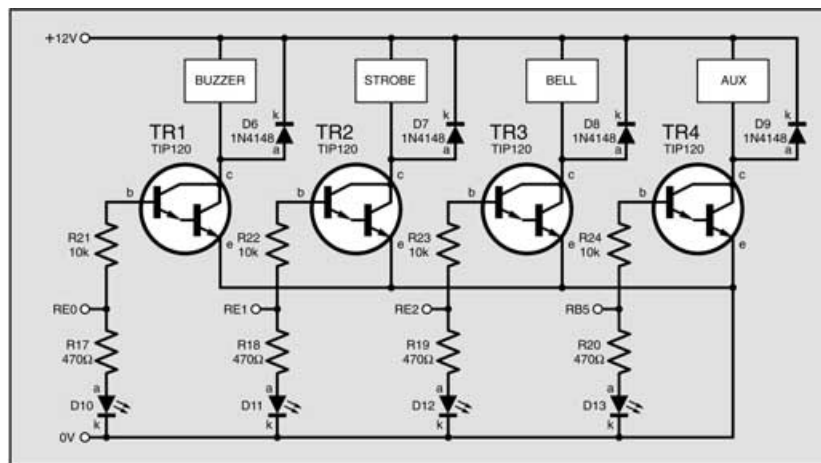 +12V
BUZZER
STROBE
BELL
AUX
k
D6
1N4148
a
k
D7
1N4148
a
k
D8
1N4148
a
k
D9
1N4148
a
TR1
TIP120
TR2
TIP120
TR3
TIP120
TR4
TIP120
b
c
e
b
c
e
b
c
e
b
c
e
R21
10k
R22
10k
R23
10k
R24
10k
RE0
RE1
RE2
RB5
R17
470Ω
R18
470Ω
R19
470Ω
R20
470Ω
a
D10
k
a
D11
k
a
D12
k
a
D13
k
0V